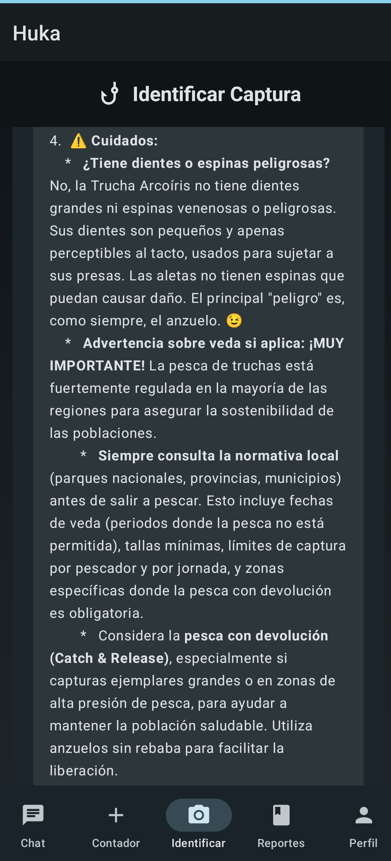 Huka
Identificar Captura
4. ⚠️ Cuidados:
* ¿Tiene dientes o espinas peligrosas?
No, la Trucha Arcoíris no tiene dientes
grandes ni espinas venenosas o peligrosas.
Sus dientes son pequeños y apenas
perceptibles al tacto, usados para sujetar a
sus presas. Las aletas no tienen espinas que
puedan causar daño. El principal "peligro" es,
como siempre, el anzuelo. 😉
* Advertencia sobre veda si aplica: ¡MUY
IMPORTANTE! La pesca de truchas está
fuertemente regulada en la mayoría de las
regiones para asegurar la sostenibilidad de
las poblaciones.
* Siempre consulta la normativa local
(parques nacionales, provincias, municipios)
antes de salir a pescar. Esto incluye fechas
de veda (periodos donde la pesca no está
permitida), tallas mínimas, límites de captura
por pescador y por jornada, y zonas
específicas donde la pesca con devolución
es obligatoria.
* Considera la pesca con devolución
(Catch & Release), especialmente si
capturas ejemplares grandes o en zonas de
alta presión de pesca, para ayudar a
mantener la población saludable. Utiliza
anzuelos sin rebaba para facilitar la
liberación.
Chat Contador Identificar Reportes Perfil